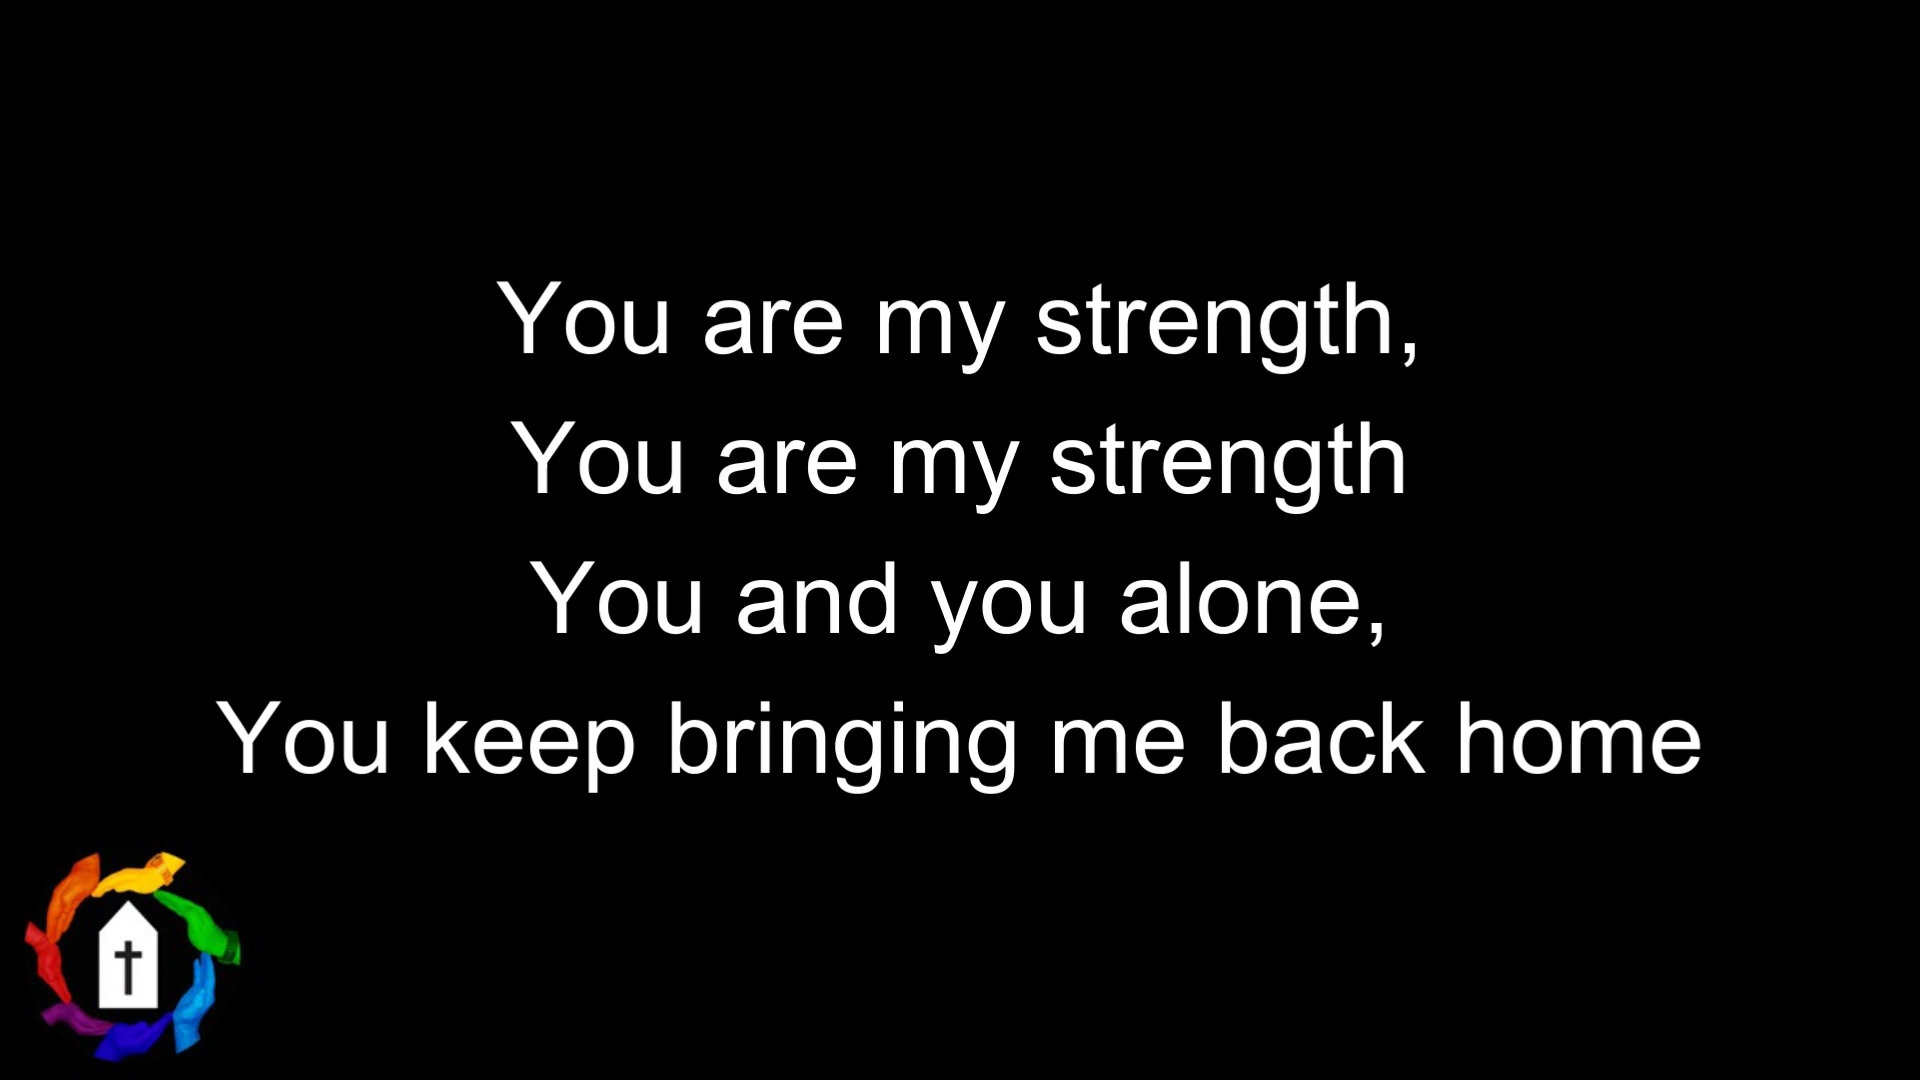 You are my strength,
You are my strength
You and you alone,
You keep bringing me back home